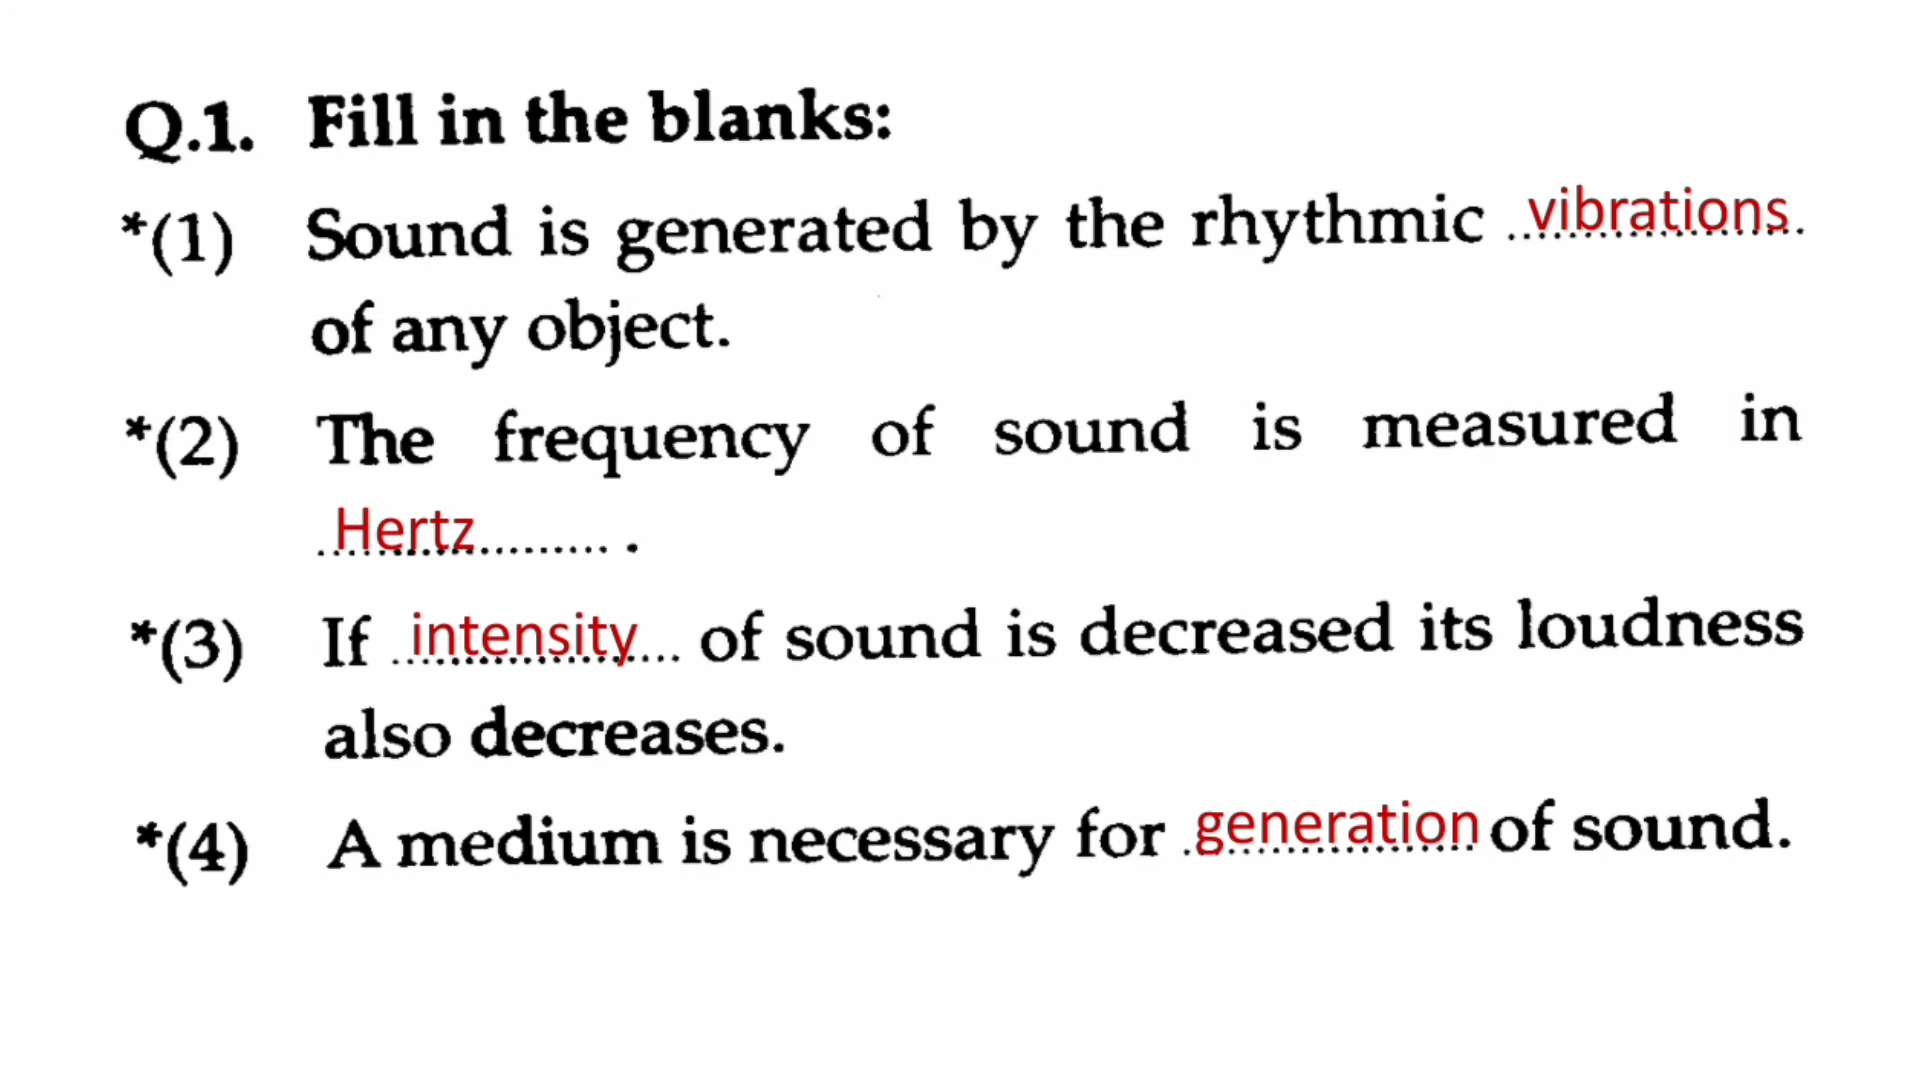 Q.1. Fill in the blanks:
*(1) Sound is generated by the rhythmic ..vibrations..
of any object.
*(2) The frequency of sound is measured in
..Hertz......... .
*(3) If ..intensity... of sound is decreased its loudness
also decreases.
*(4) A medium is necessary for .generation of sound.